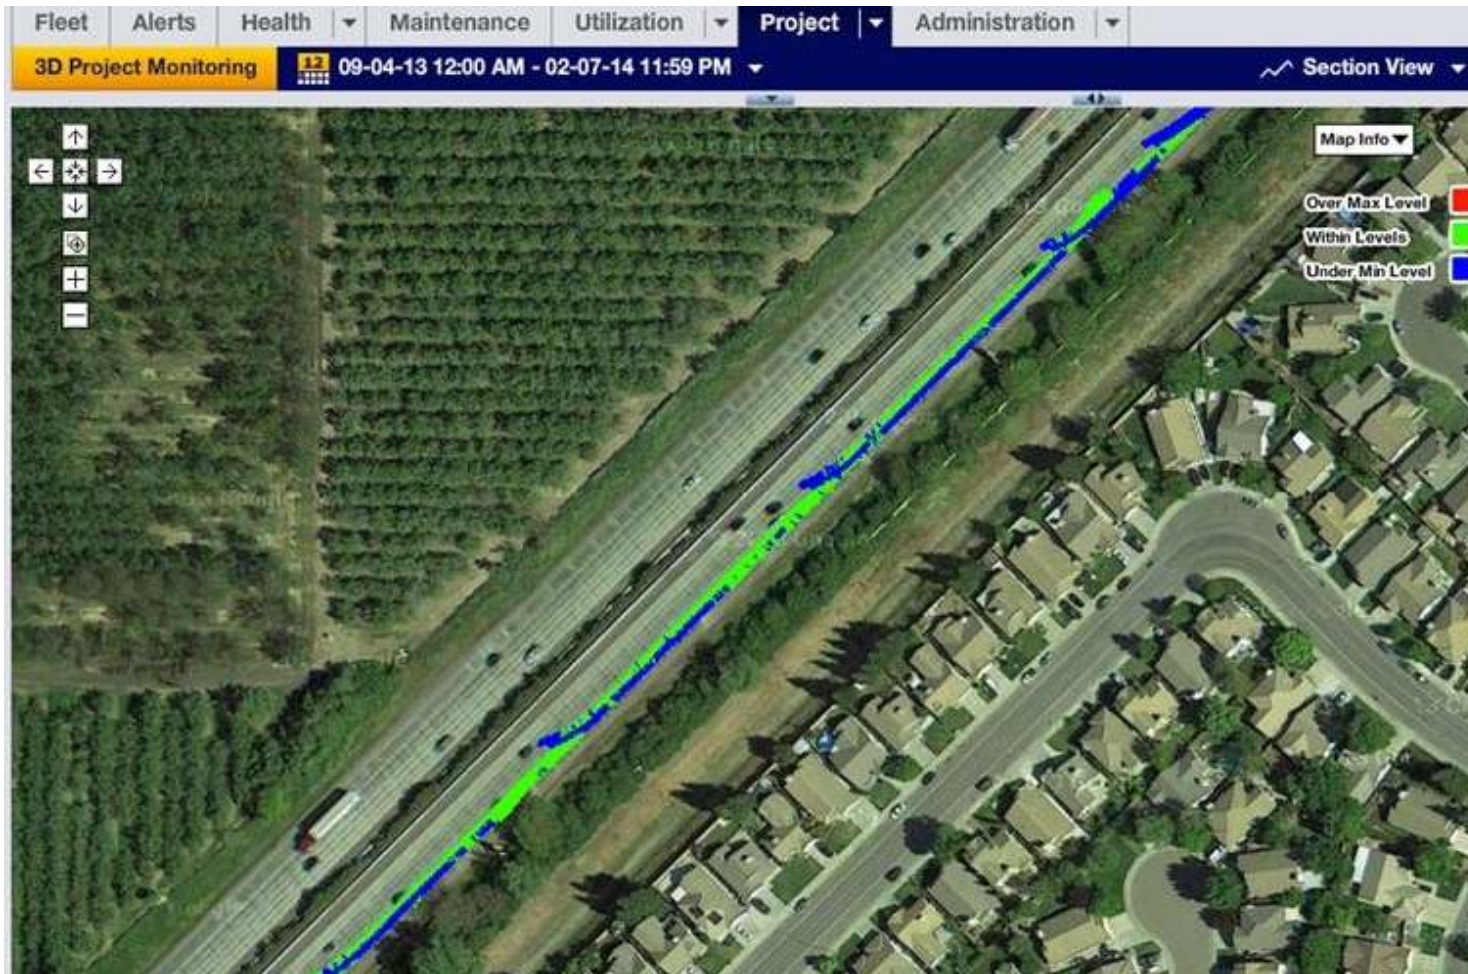 Fleet Alerts Health Maintenance Utilization Project Administration
3D Project Monitoring 12 09-04-13 12:00 AM - 02-07-14 11:59 PM Section View
Map Info
Over Max Level
Within Levels
Under Min Level